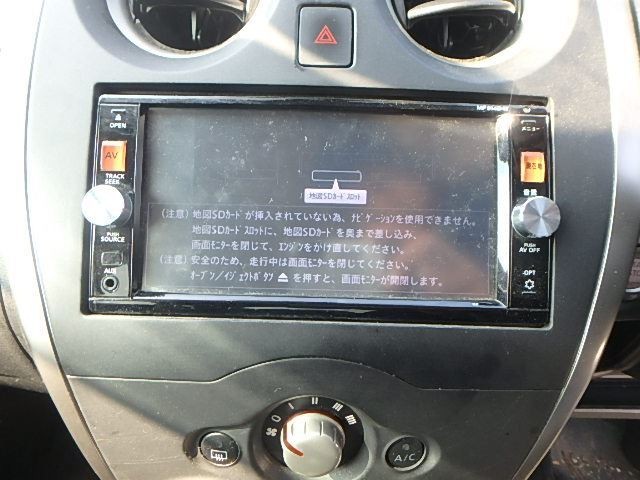 OPEN
AV
TRACK
SEEK
PUSH
SOURCE
AUX
メニュー
現在地
音量
PUSH
AV OFF
OPT
地図SDｶｰﾄﾞｽﾛｯﾄ
(注意) 地図SDｶｰﾄﾞが挿入されていない為、ﾅﾋﾞｹﾞｰｼｮﾝを使用できません。
地図SDｶｰﾄﾞｽﾛｯﾄに、地図SDｶｰﾄﾞを奥まで差し込み、
画面ﾓﾆﾀｰを閉じて、ｴﾝｼﾞﾝをかけ直してください。
(注意) 安全のため、走行中は画面ﾓﾆﾀｰを閉じてください。
ｵｰﾌﾟﾝ/ｲｼﾞｪｸﾄﾎﾞﾀﾝ ⏏ を押すと、画面ﾓﾆﾀｰが開閉します。
0 I II III IIII
A/C